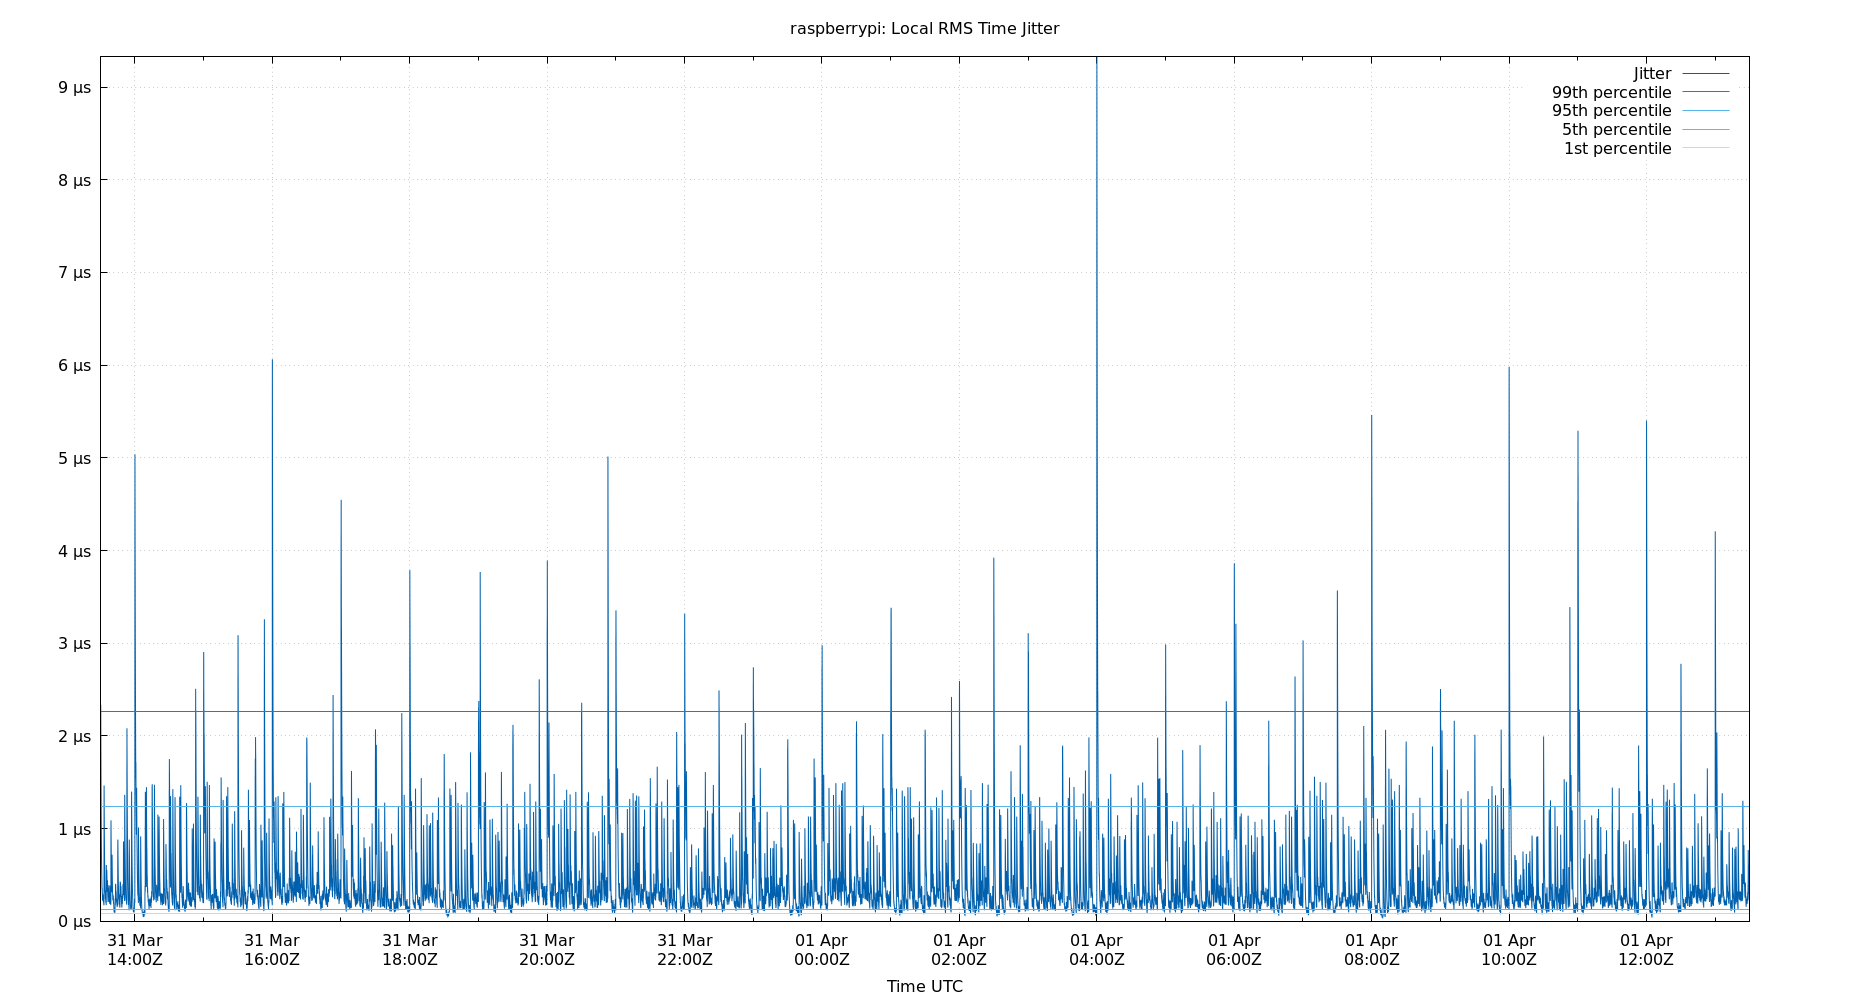 raspberrypi: Local RMS Time Jitter
Jitter
99th percentile
95th percentile
5th percentile
1st percentile
9 µs
8 µs
7 µs
6 µs
5 µs
4 µs
3 µs
2 µs
1 µs
0 µs
31 Mar 31 Mar 31 Mar 31 Mar 31 Mar 01 Apr 01 Apr 01 Apr 01 Apr 01 Apr 01 Apr 01 Apr
14:00Z 16:00Z 18:00Z 20:00Z 22:00Z 00:00Z 02:00Z 04:00Z 06:00Z 08:00Z 10:00Z 12:00Z
Time UTC